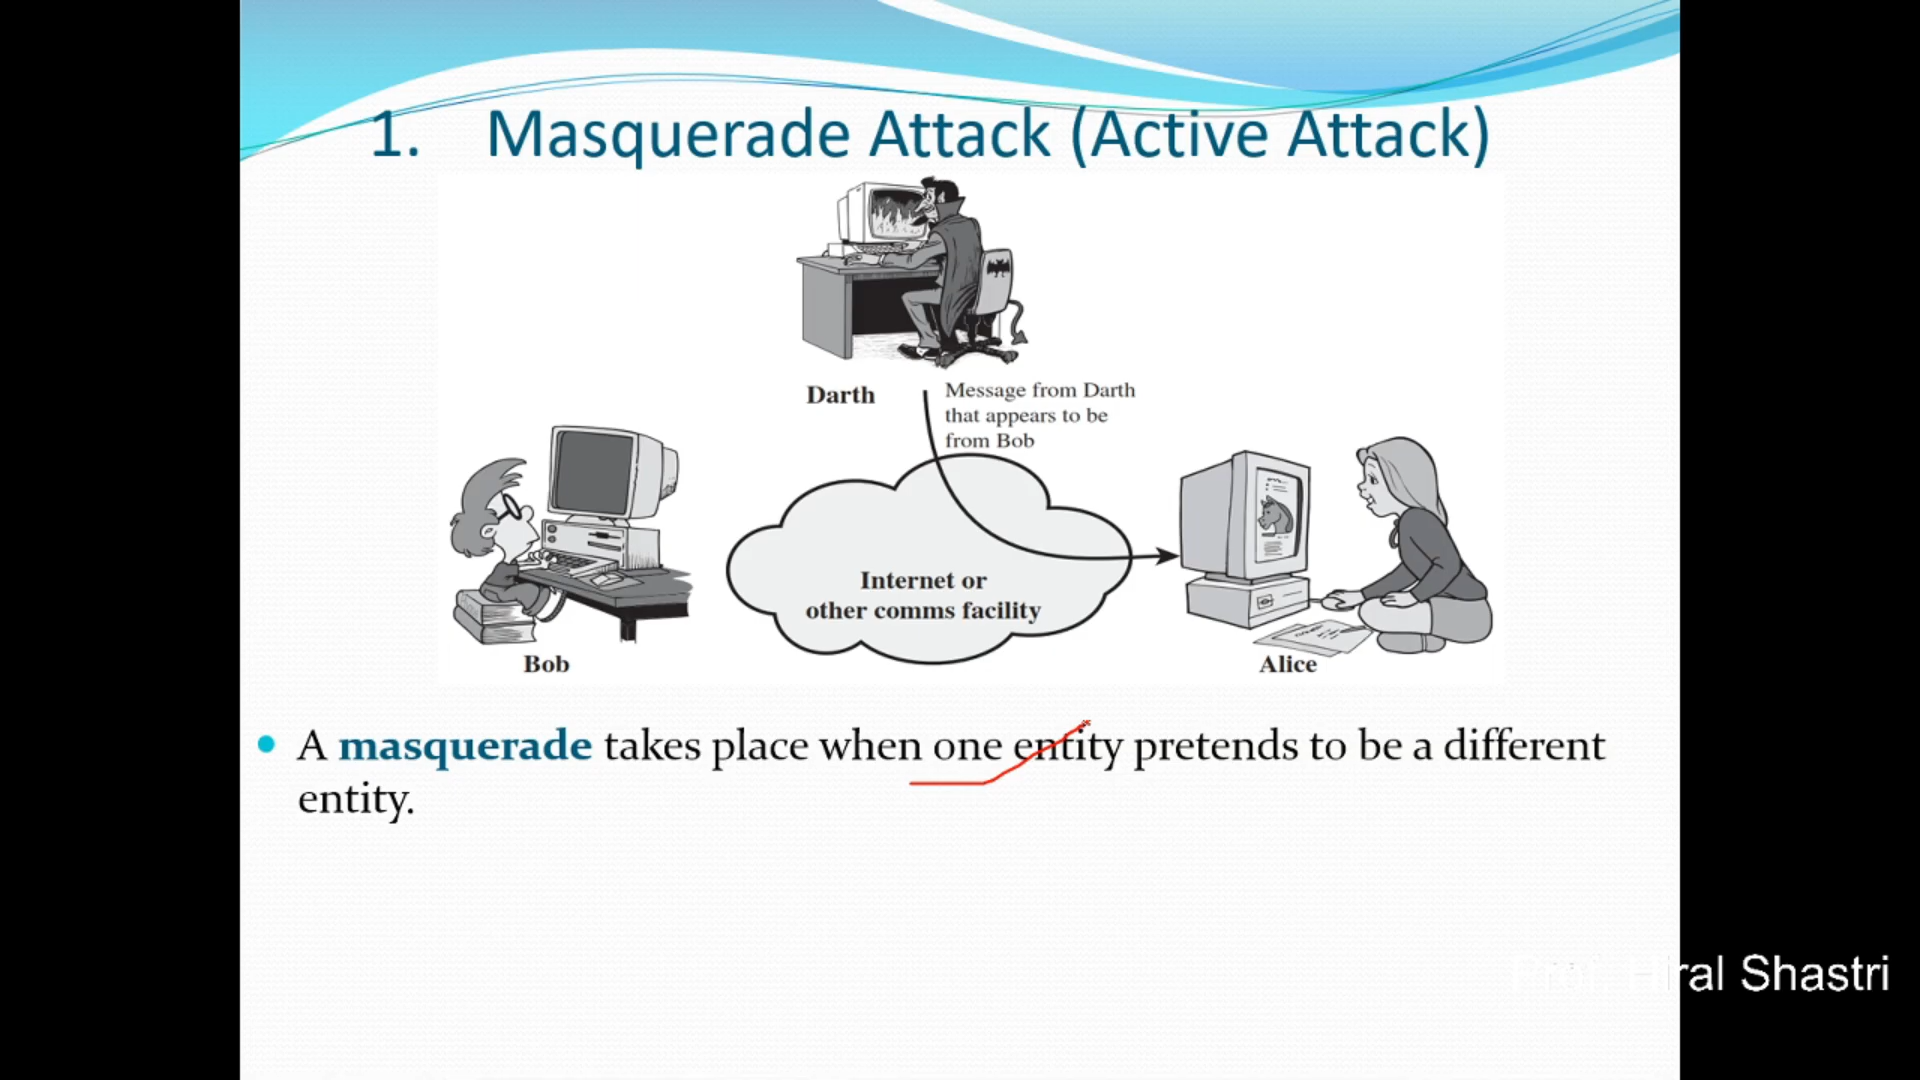 1. Masquerade Attack (Active Attack)
Darth
Message from Darth
that appears to be
from Bob
Internet or
other comms facility
Bob
Alice
• A masquerade takes place when one entity pretends to be a different
entity.
Shastri